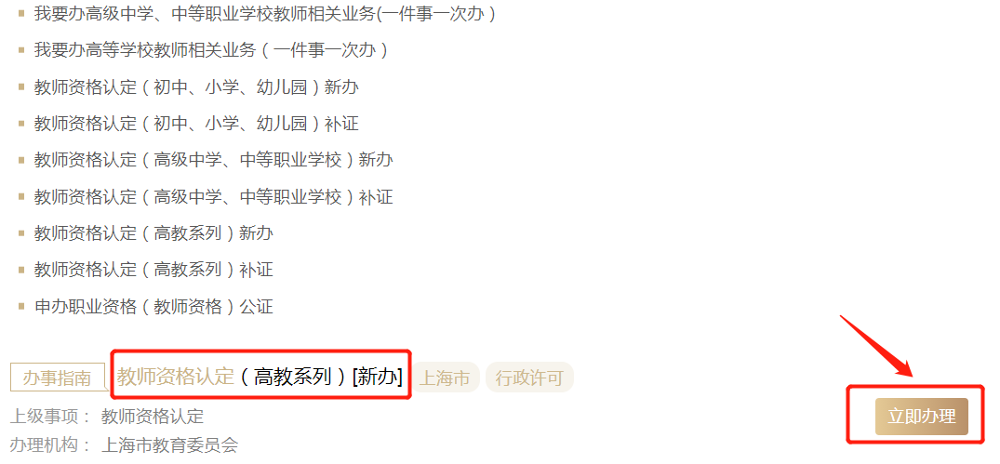 我要办高级中学、中等职业学校教师相关业务(一件事一次办）
我要办高等学校教师相关业务（一件事一次办）
教师资格认定（初中、小学、幼儿园）新办
教师资格认定（初中、小学、幼儿园）补证
教师资格认定（高级中学、中等职业学校）新办
教师资格认定（高级中学、中等职业学校）补证
教师资格认定（高教系列）新办
教师资格认定（高教系列）补证
申办职业资格（教师资格）公证
办事指南 教师资格认定（高教系列）[新办] 上海市 行政许可
上级事项： 教师资格认定
立即办理
办理机构： 上海市教育委员会